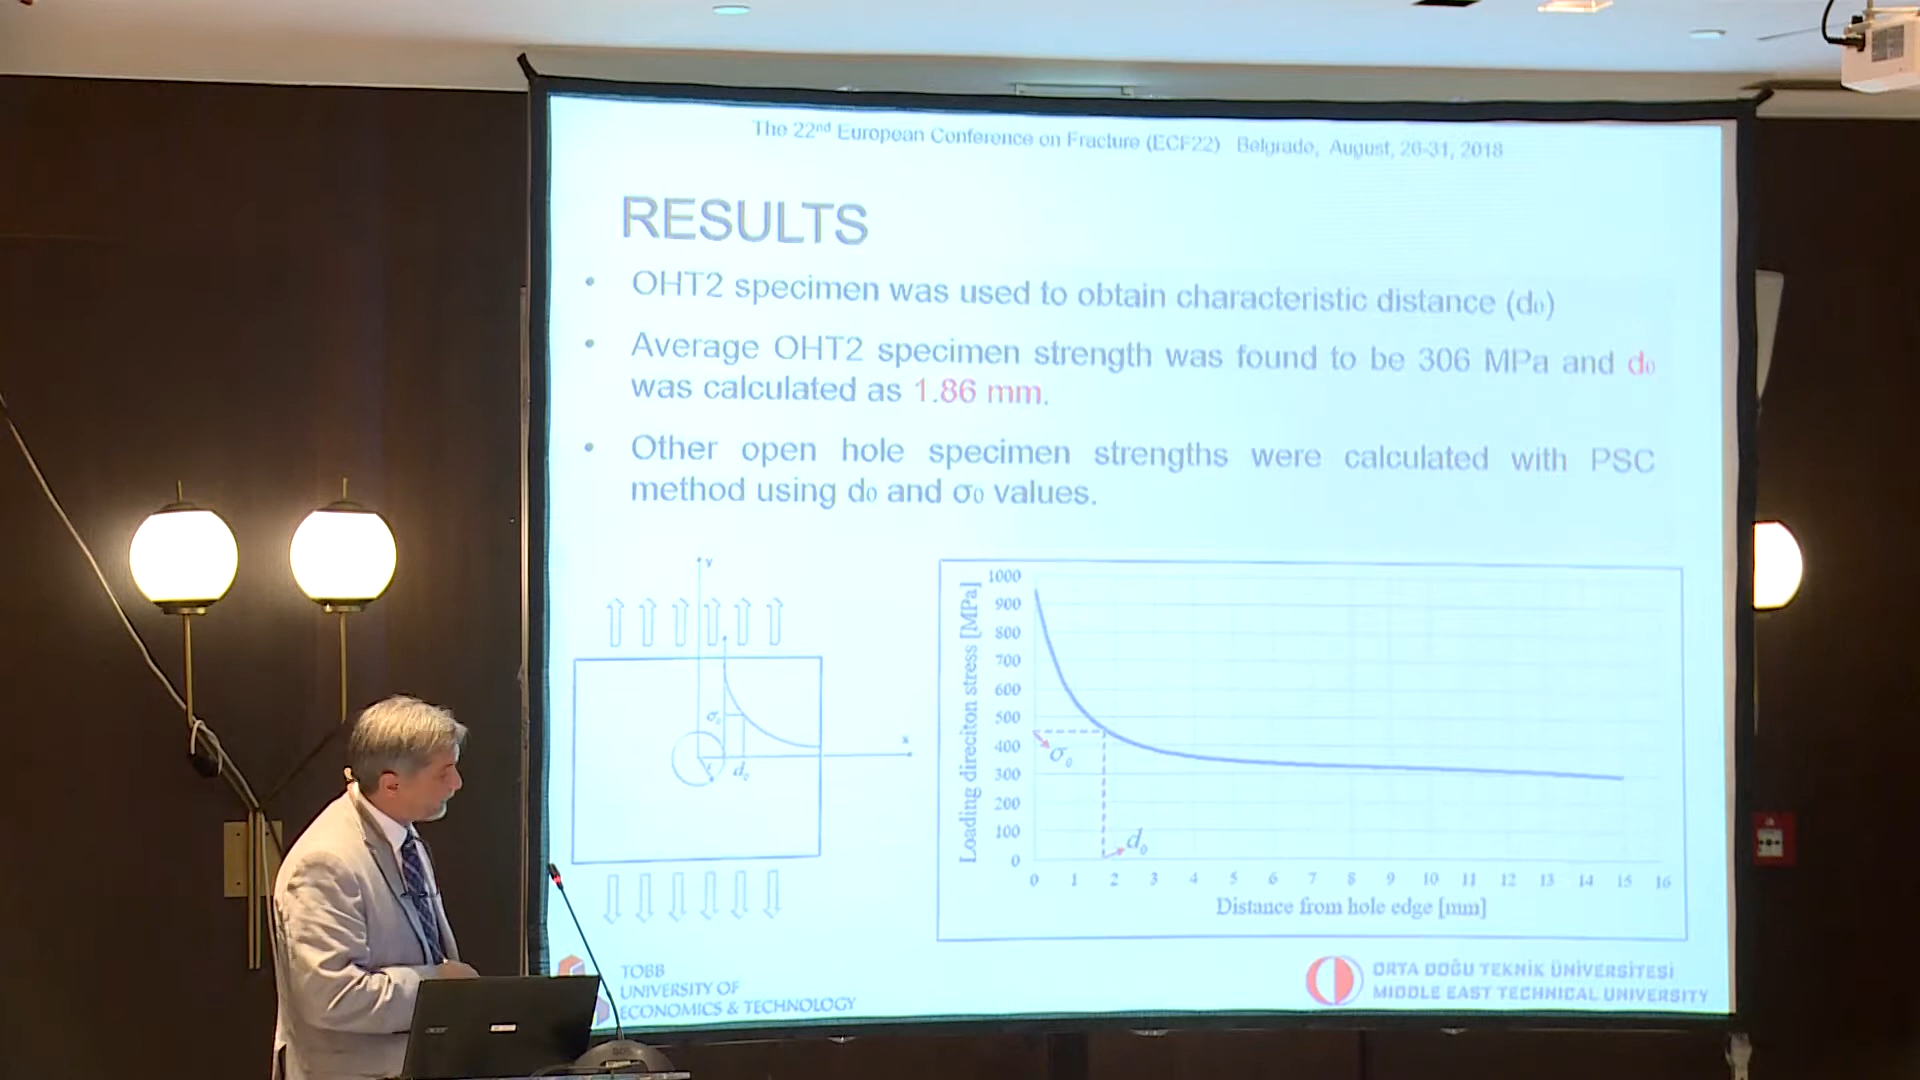 The 22nd European Conference on Fracture (ECF22) Belgrade, August, 26-31, 2018
RESULTS
• OHT2 specimen was used to obtain characteristic distance (d0)
• Average OHT2 specimen strength was found to be 306 MPa and d0
was calculated as 1.86 mm.
• Other open hole specimen strengths were calculated with PSC
method using d0 and σ0 values.
y
σ0
x
r
d0
Loading direciton stress [MPa]
1000
900
800
700
600
500
400
300
200
100
0
σ0
d0
0 1 2 3 4 5 6 7 8 9 10 11 12 13 14 15 16
Distance from hole edge [mm]
TOBB
UNIVERSITY OF
ECONOMICS & TECHNOLOGY
ORTA DOĞU TEKNİK ÜNİVERSİTESİ
MIDDLE EAST TECHNICAL UNIVERSITY
acer